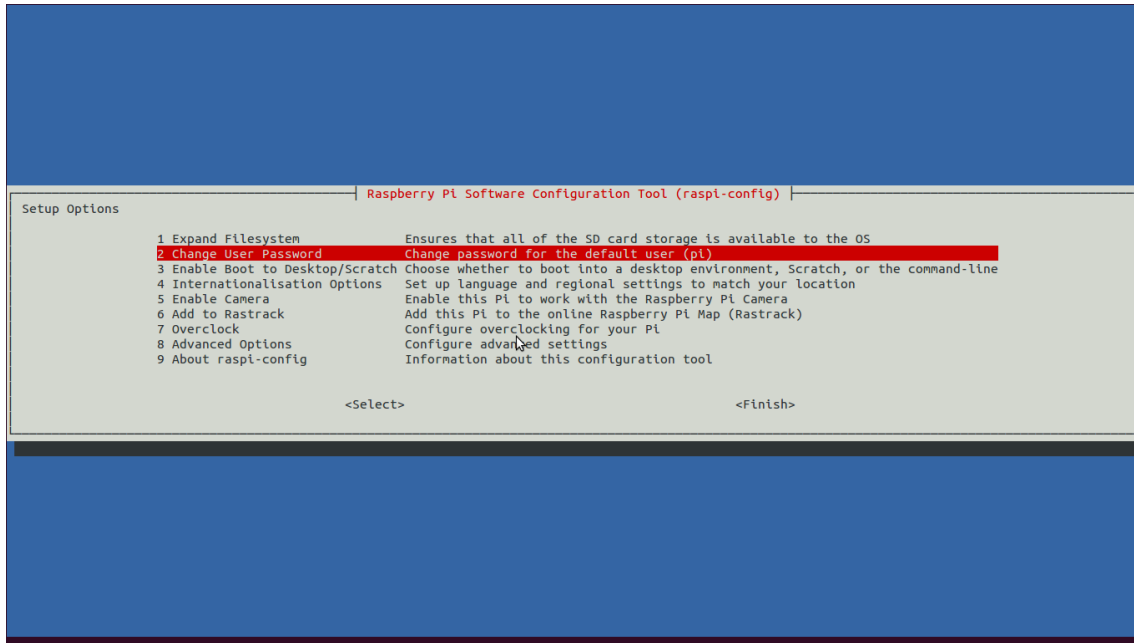 Raspberry Pi Software Configuration Tool (raspi-config)
Setup Options
1 Expand Filesystem Ensures that all of the SD card storage is available to the OS
2 Change User Password Change password for the default user (pi)
3 Enable Boot to Desktop/Scratch Choose whether to boot into a desktop environment, Scratch, or the command-line
4 Internationalisation Options Set up language and regional settings to match your location
5 Enable Camera Enable this Pi to work with the Raspberry Pi Camera
6 Add to Rastrack Add this Pi to the online Raspberry Pi Map (Rastrack)
7 Overclock Configure overclocking for your Pi
8 Advanced Options Configure advanced settings
9 About raspi-config Information about this configuration tool
<Select> <Finish>